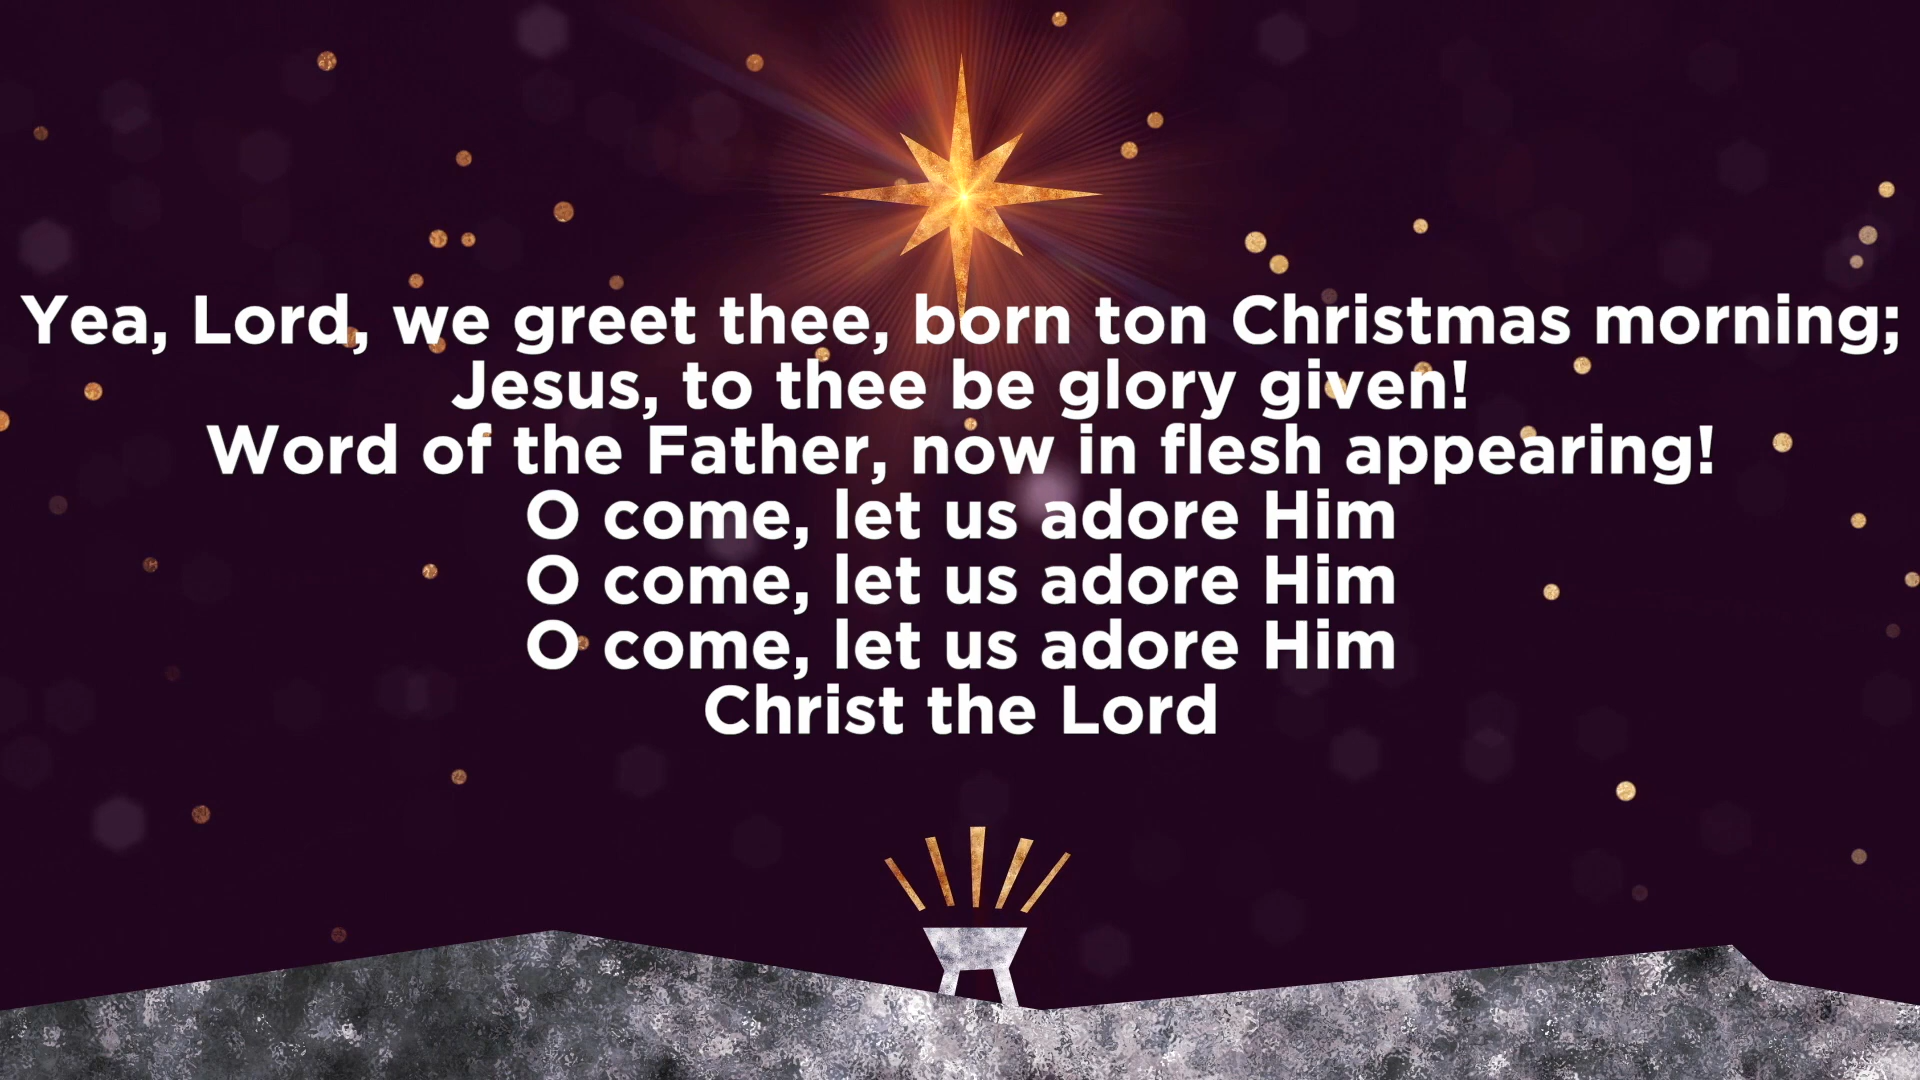 Yea, Lord, we greet thee, born ton Christmas morning;
Jesus, to thee be glory given!
Word of the Father, now in flesh appearing!
O come, let us adore Him
O come, let us adore Him
O come, let us adore Him
Christ the Lord